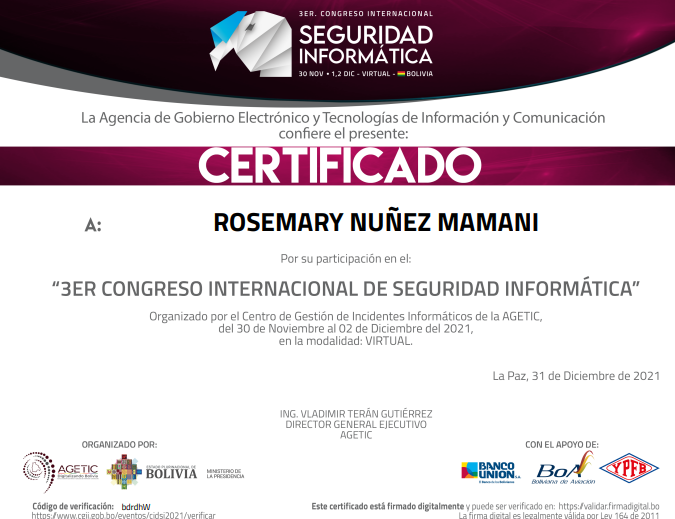 3ER. CONGRESO INTERNACIONAL
SEGURIDAD
INFORMÁTICA
30 NOV • 1,2 DIC - VIRTUAL - BOLIVIA
La Agencia de Gobierno Electrónico y Tecnologías de Información y Comunicación
confiere el presente:
CERTIFICADO
A: ROSEMARY NUÑEZ MAMANI
Por su participación en el:
“3ER CONGRESO INTERNACIONAL DE SEGURIDAD INFORMÁTICA”
Organizado por el Centro de Gestión de Incidentes Informáticos de la AGETIC,
del 30 de Noviembre al 02 de Diciembre del 2021,
en la modalidad: VIRTUAL.
La Paz, 31 de Diciembre de 2021
ING. VLADIMIR TERÁN GUTIÉRREZ
DIRECTOR GENERAL EJECUTIVO
AGETIC
ORGANIZADO POR:
AGETIC
Digitalizando Bolivia
ESTADO PLURINACIONAL DE
BOLIVIA
MINISTERIO DE
LA PRESIDENCIA
CON EL APOYO DE:
BANCO
UNION S.A.
BoA
Boliviana de Aviación
YPFB
Código de verificación: bdrdhW
https://www.cgii.gob.bo/eventos/cidsi2021/verificar
Este certificado está firmado digitalmente y puede ser verificado en: https://validar.firmadigital.bo
La firma digital es legalmente válida por Ley 164 de 2011